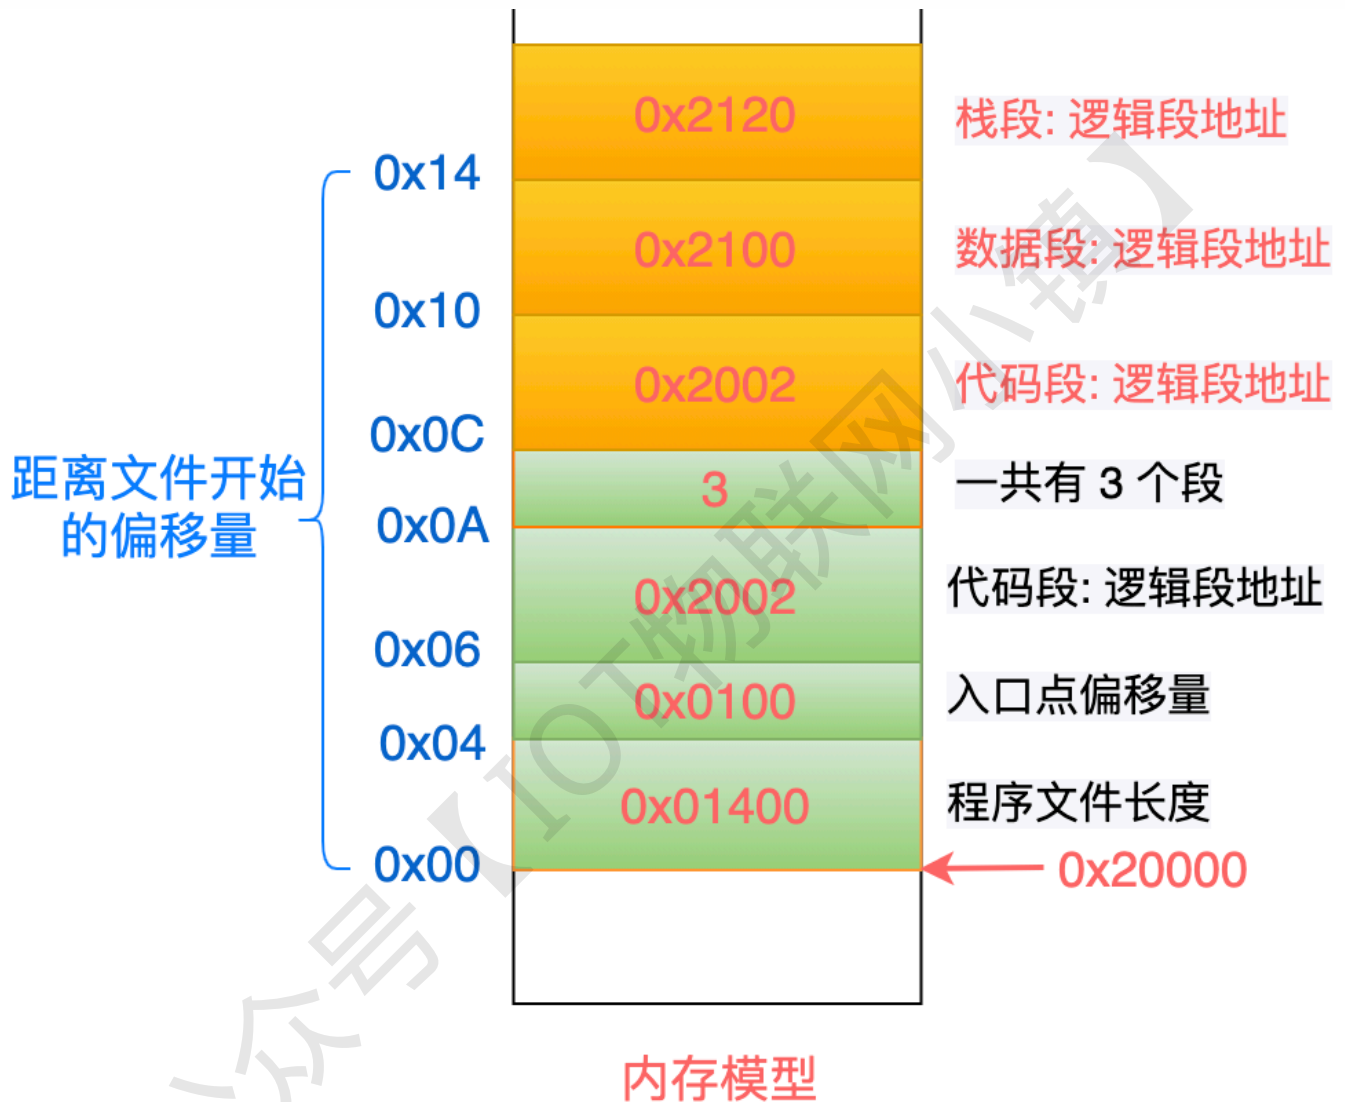 0x2120
栈段: 逻辑段地址
0x14
0x2100
数据段: 逻辑段地址
0x10
0x2002
代码段: 逻辑段地址
0x0C
3
一共有 3 个段
距离文件开始
的偏移量
0x0A
0x2002
代码段: 逻辑段地址
0x06
0x0100
入口点偏移量
0x04
0x01400
程序文件长度
0x00
0x20000
内存模型
公众号【IOT物联网小镇】